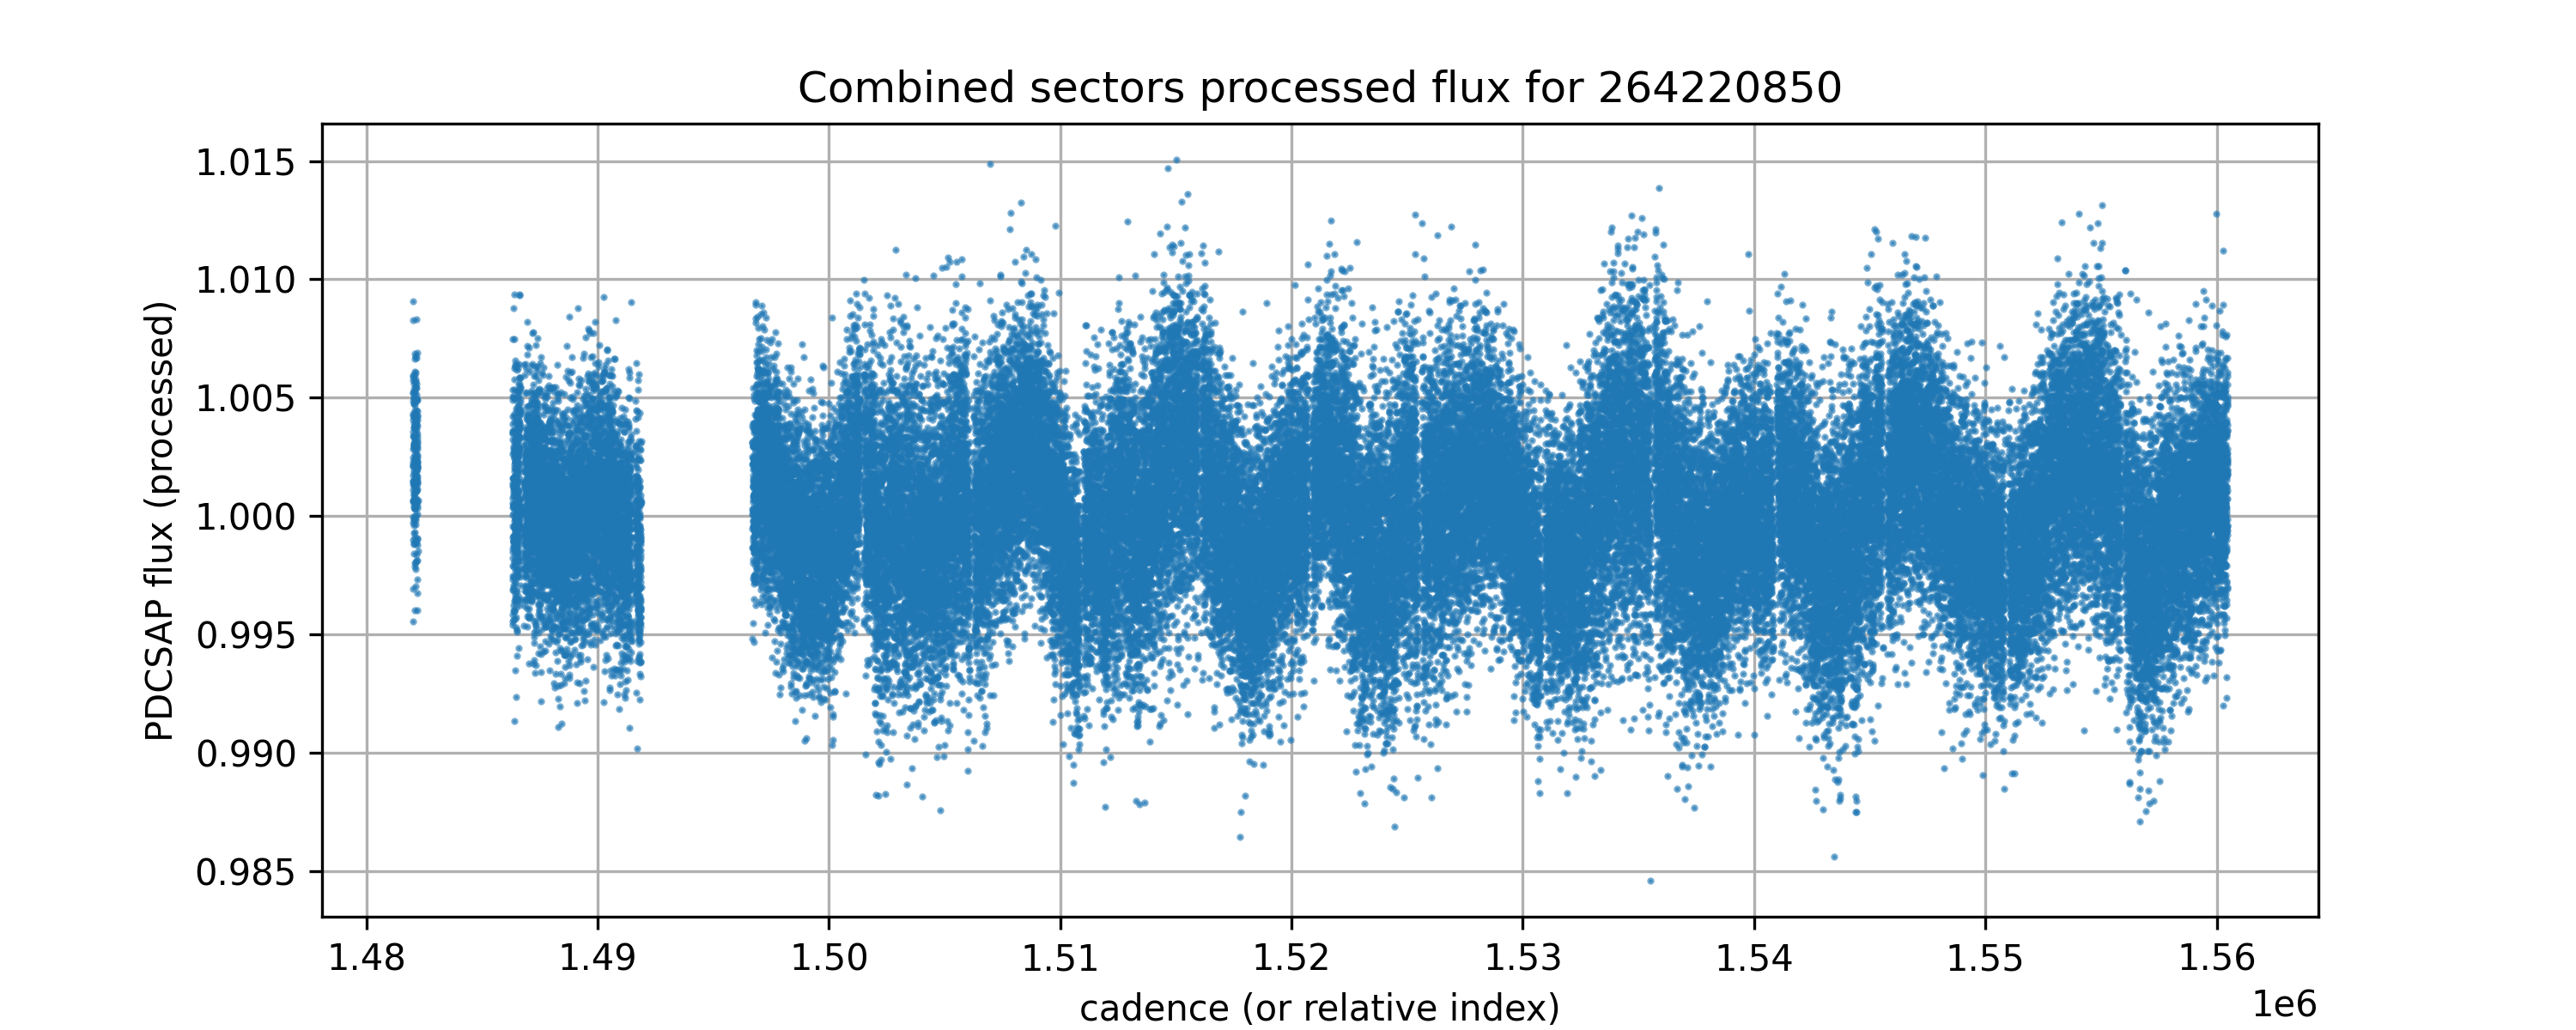 Combined sectors processed flux for 264220850
PDCSAP flux (processed)
1.015
1.010
1.005
1.000
0.995
0.990
0.985
1.48 1.49 1.50 1.51 1.52 1.53 1.54 1.55 1.56
1e6
cadence (or relative index)